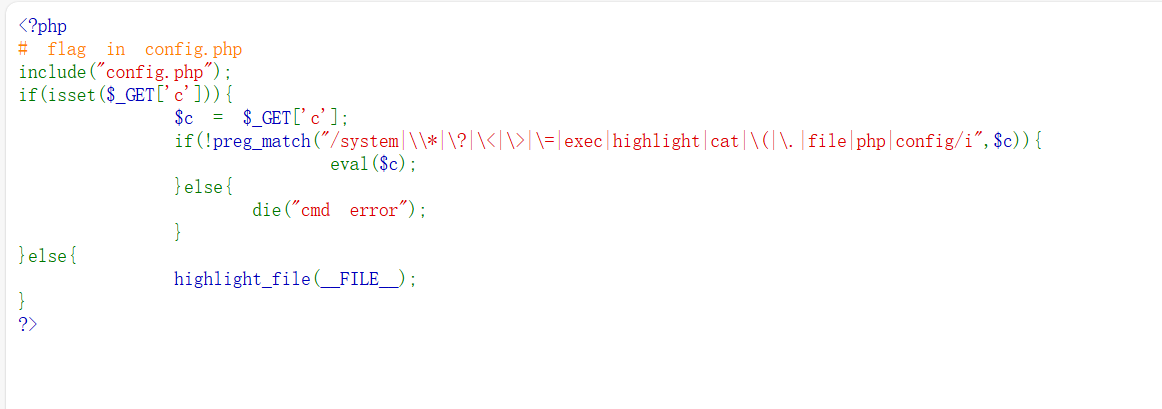 <?php
# flag in config.php
include("config.php");
if(isset($_GET['c'])){
$c = $_GET['c'];
if(!preg_match("/system|\\*|\?|\<|\>|\=|exec|highlight|cat|\(|\.|file|php|config/i",$c)){
eval($c);
}else{
die("cmd error");
}
}else{
highlight_file(__FILE__);
}
?>